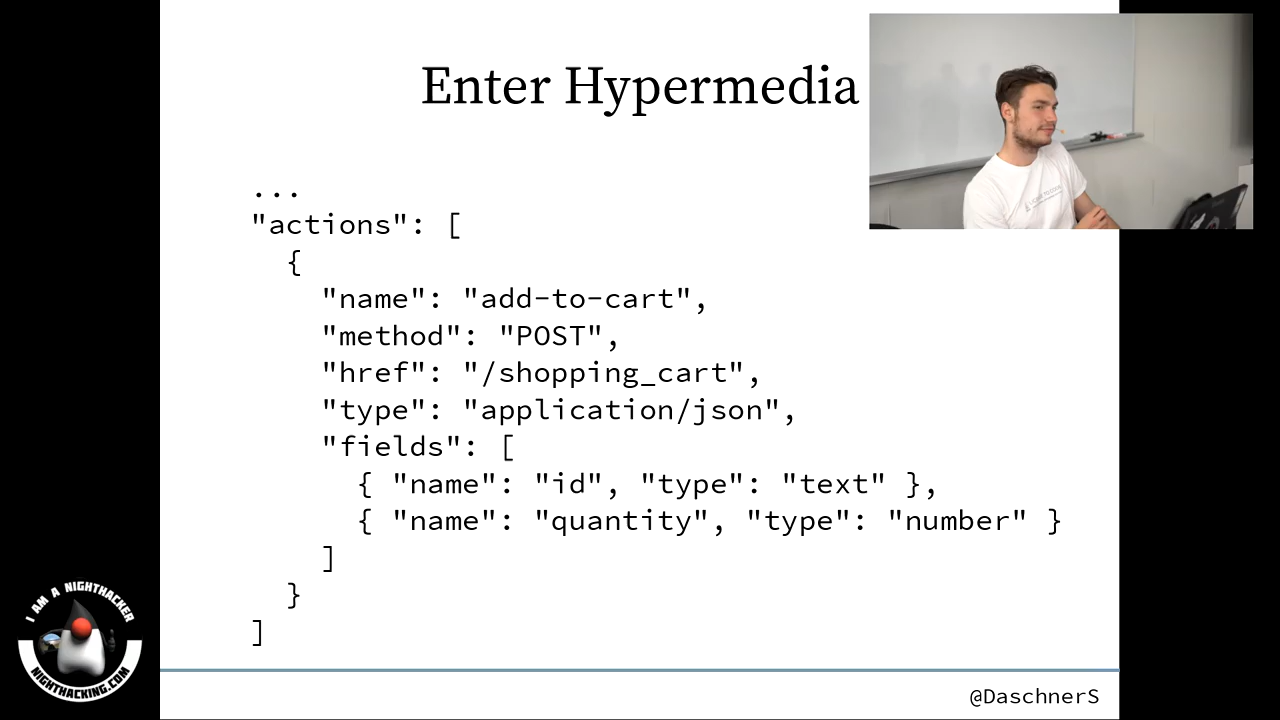 Enter Hypermedia
...
"actions": [
{
"name": "add-to-cart",
"method": "POST",
"href": "/shopping_cart",
"type": "application/json",
"fields": [
{ "name": "id", "type": "text" },
{ "name": "quantity", "type": "number" }
]
}
]
I AM A NIGHTHACKER
NIGHTHACKING.COM
@DaschnerS